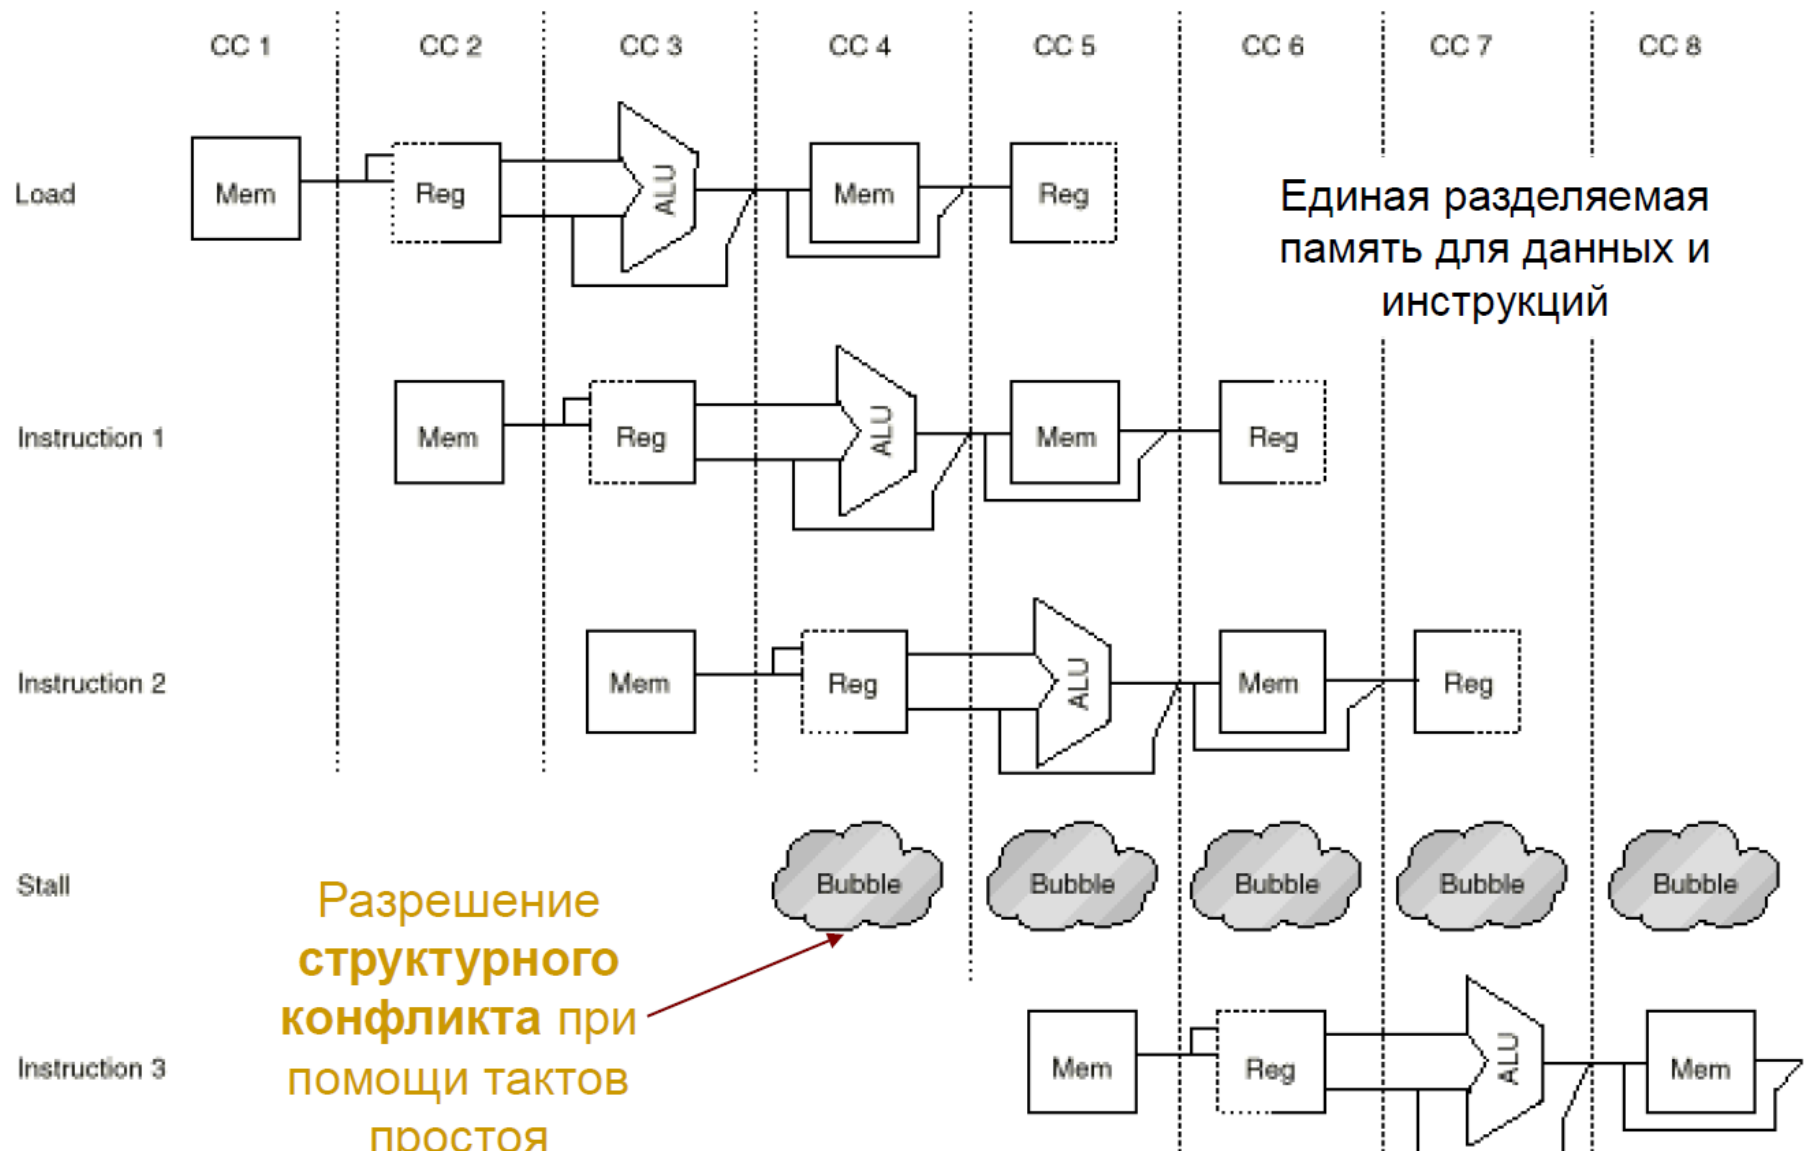 CC 1 CC 2 CC 3 CC 4 CC 5 CC 6 CC 7 CC 8
Load Mem Reg ALU Mem Reg
Единая разделяемая
память для данных и
инструкций
Instruction 1 Mem Reg ALU Mem Reg
Instruction 2 Mem Reg ALU Mem Reg
Stall Bubble Bubble Bubble Bubble Bubble
Разрешение
структурного
конфликта при
помощи тактов
простоя
Instruction 3 Mem Reg ALU Mem